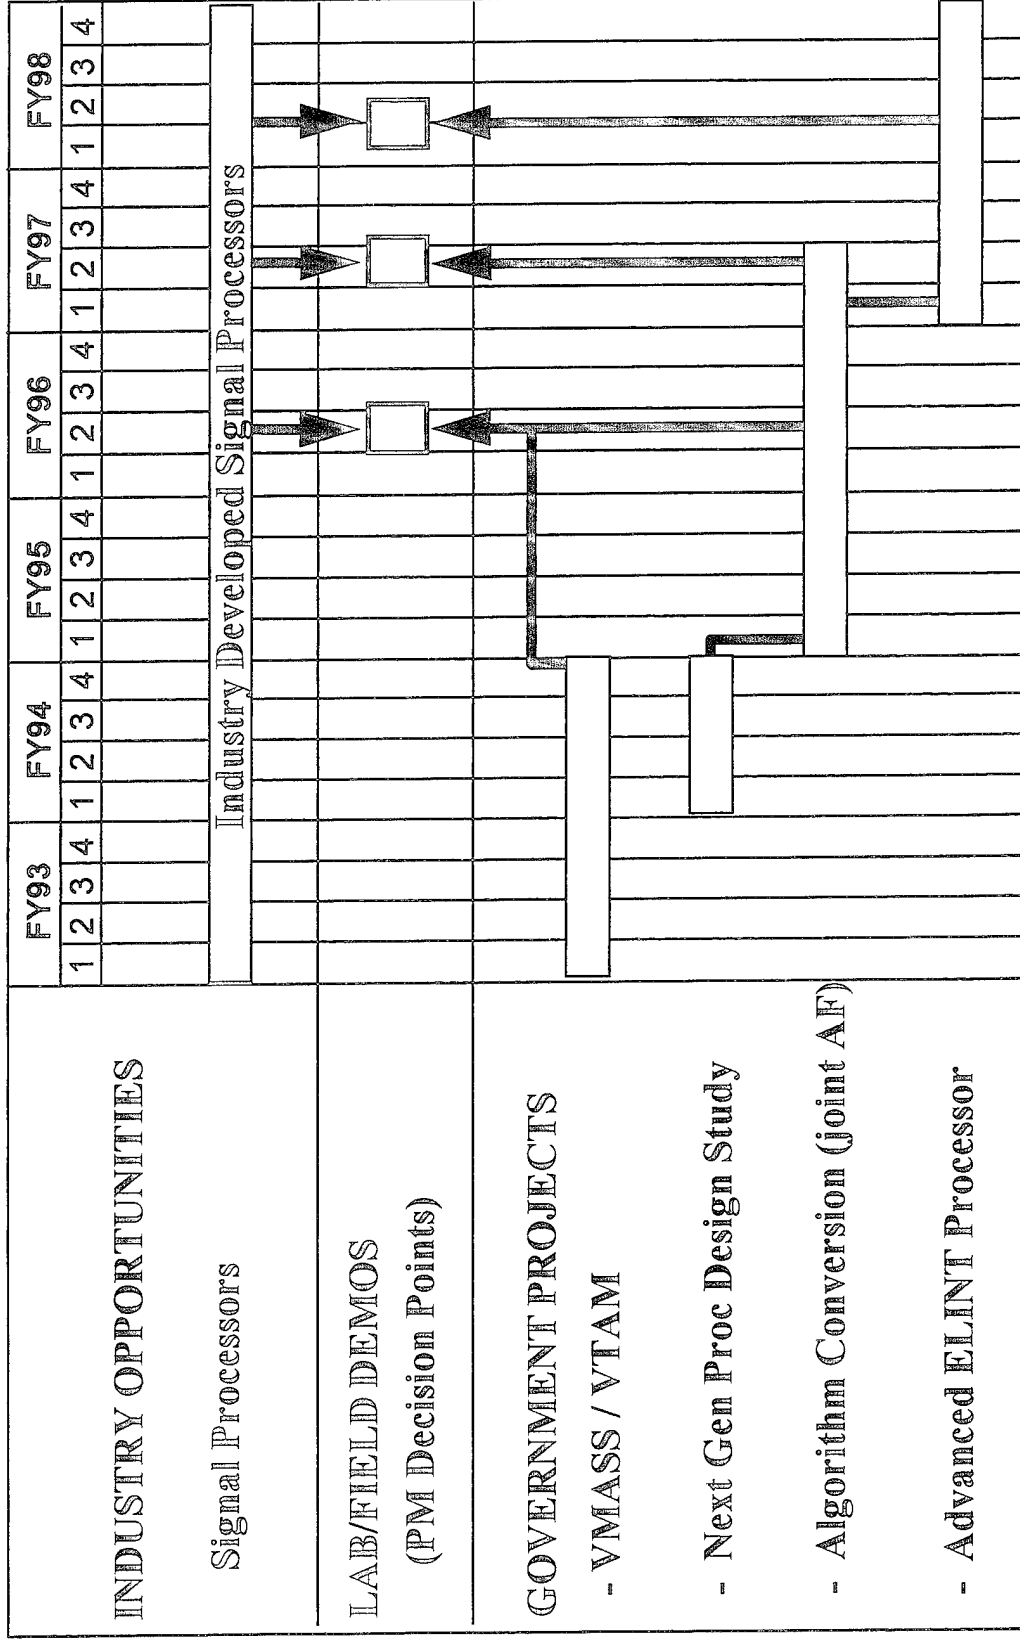 FY93 FY94 FY95 FY96 FY97 FY98
1 2 3 4 1 2 3 4 1 2 3 4 1 2 3 4 1 2 3 4 1 2 3 4
INDUSTRY OPPORTUNITIES
Signal Processors
Industry Developed Signal Processors
LAB/FIELD DEMOS
(PM Decision Points)
GOVERNMENT PROJECTS
- VMASS / VTAM
- Next Gen Proc Design Study
- Algorithm Conversion (joint AF)
- Advanced ELINT Processor